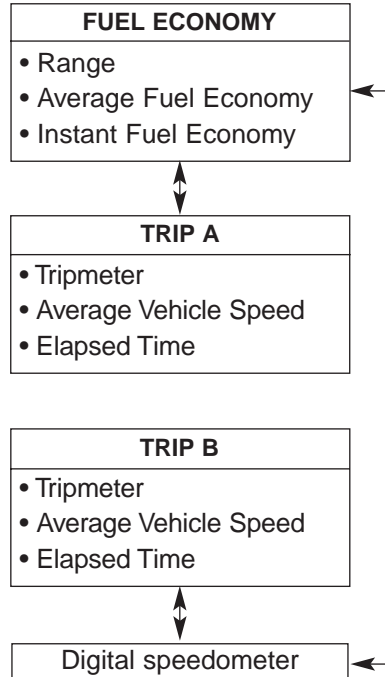 FUEL ECONOMY
• Range
• Average Fuel Economy
• Instant Fuel Economy
TRIP A
• Tripmeter
• Average Vehicle Speed
• Elapsed Time
TRIP B
• Tripmeter
• Average Vehicle Speed
• Elapsed Time
Digital speedometer